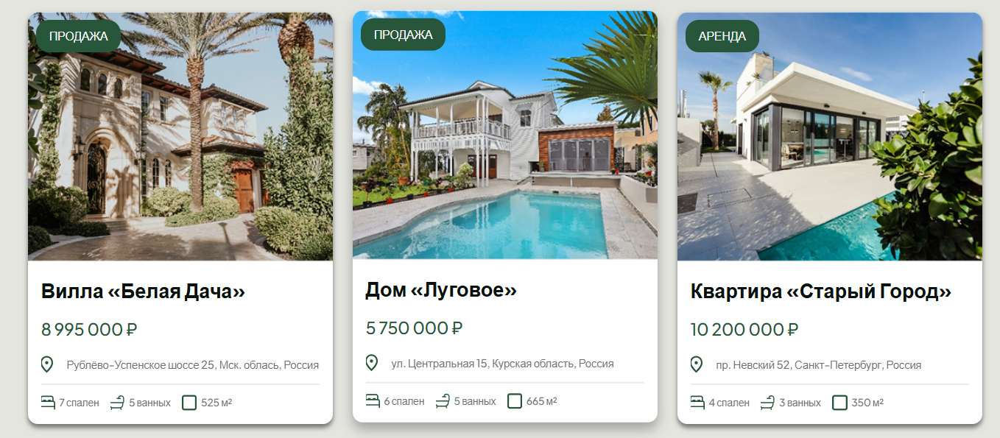 ПРОДАЖА
Вилла «Белая Дача»
8 995 000 ₽
Рублёво-Успенское шоссе 25, Мск. облась, Россия
7 спален 5 ванных 525 м²
ПРОДАЖА
Дом «Луговое»
5 750 000 ₽
ул. Центральная 15, Курская область, Россия
6 спален 5 ванных 665 м²
АРЕНДА
Квартира «Старый Город»
10 200 000 ₽
пр. Невский 52, Санкт-Петербург, Россия
4 спален 3 ванных 350 м²